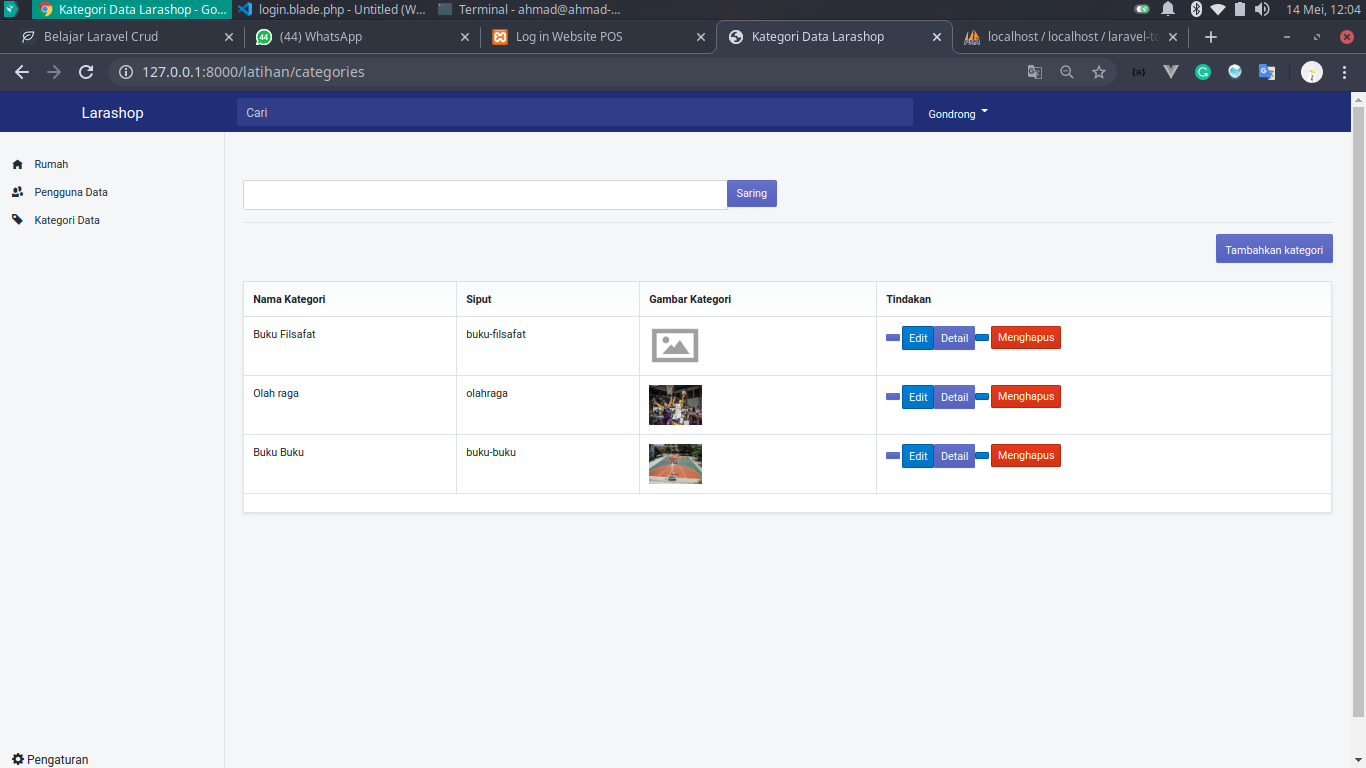 Kategori Data Larashop - Go...
login.blade.php - Untitled (W...
Terminal - ahmad@ahmad-...
14 Mei, 12:04
Belajar Laravel Crud
(44) WhatsApp
Log in Website POS
Kategori Data Larashop
localhost / localhost / laravel-to
127.0.0.1:8000/latihan/categories
Larashop
Cari
Gondrong
Rumah
Pengguna Data
Kategori Data
Saring
Tambahkan kategori
Nama Kategori Siput Gambar Kategori Tindakan
Buku Filsafat buku-filsafat Edit Detail Menghapus
Olah raga olahraga Edit Detail Menghapus
Buku Buku buku-buku Edit Detail Menghapus
Pengaturan